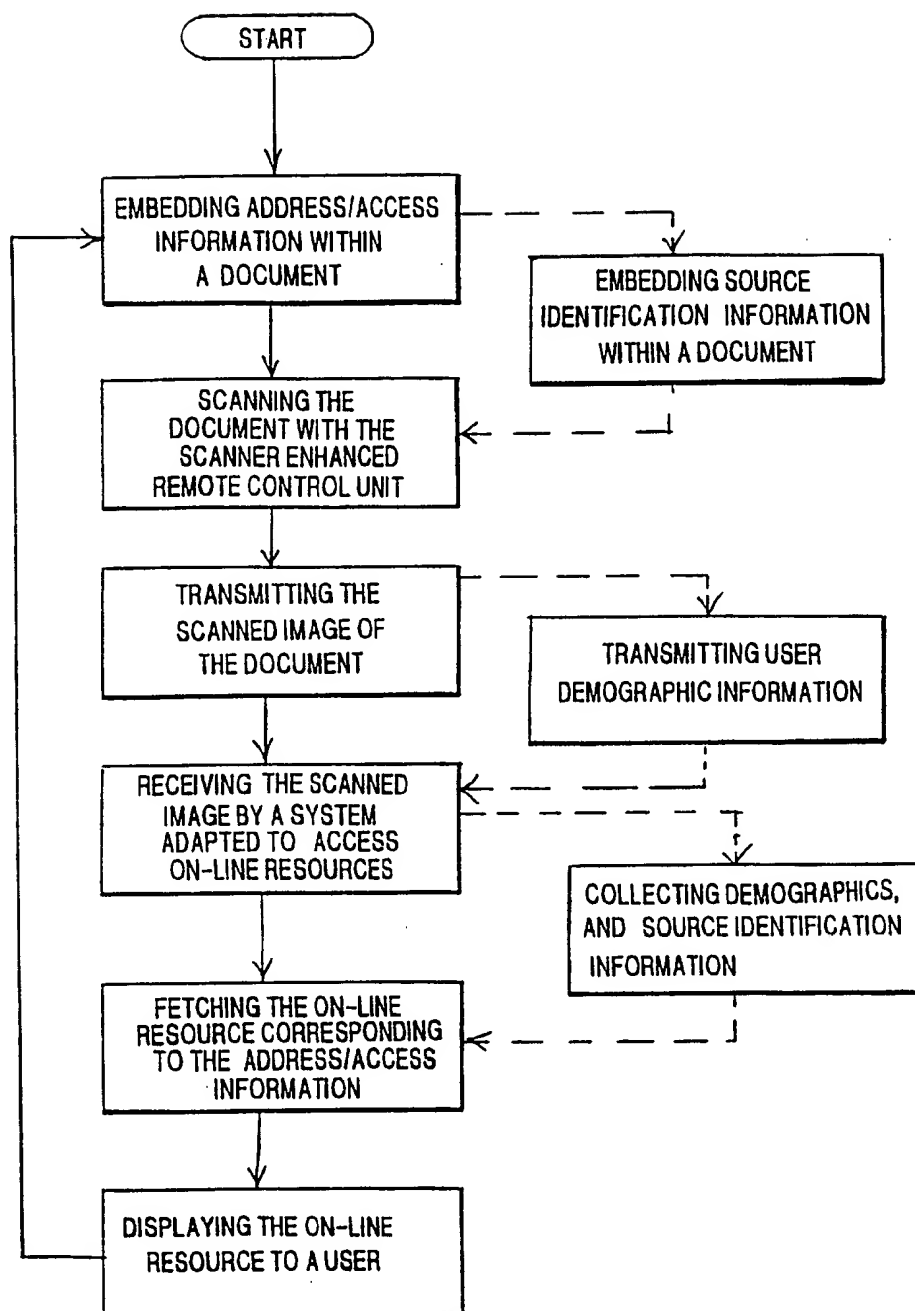 START
EMBEDDING ADDRESS/ACCESS
INFORMATION WITHIN
A DOCUMENT
EMBEDDING SOURCE
IDENTIFICATION INFORMATION
WITHIN A DOCUMENT
SCANNING THE
DOCUMENT WITH THE
SCANNER ENHANCED
REMOTE CONTROL UNIT
TRANSMITTING THE
SCANNED IMAGE OF
THE DOCUMENT
TRANSMITTING USER
DEMOGRAPHIC INFORMATION
RECEIVING THE SCANNED
IMAGE BY A SYSTEM
ADAPTED TO ACCESS
ON-LINE RESOURCES
COLLECTING DEMOGRAPHICS,
AND SOURCE IDENTIFICATION
INFORMATION
FETCHING THE ON-LINE
RESOURCE CORRESPONDING
TO THE ADDRESS/ACCESS
INFORMATION
DISPLAYING THE ON-LINE
RESOURCE TO A USER